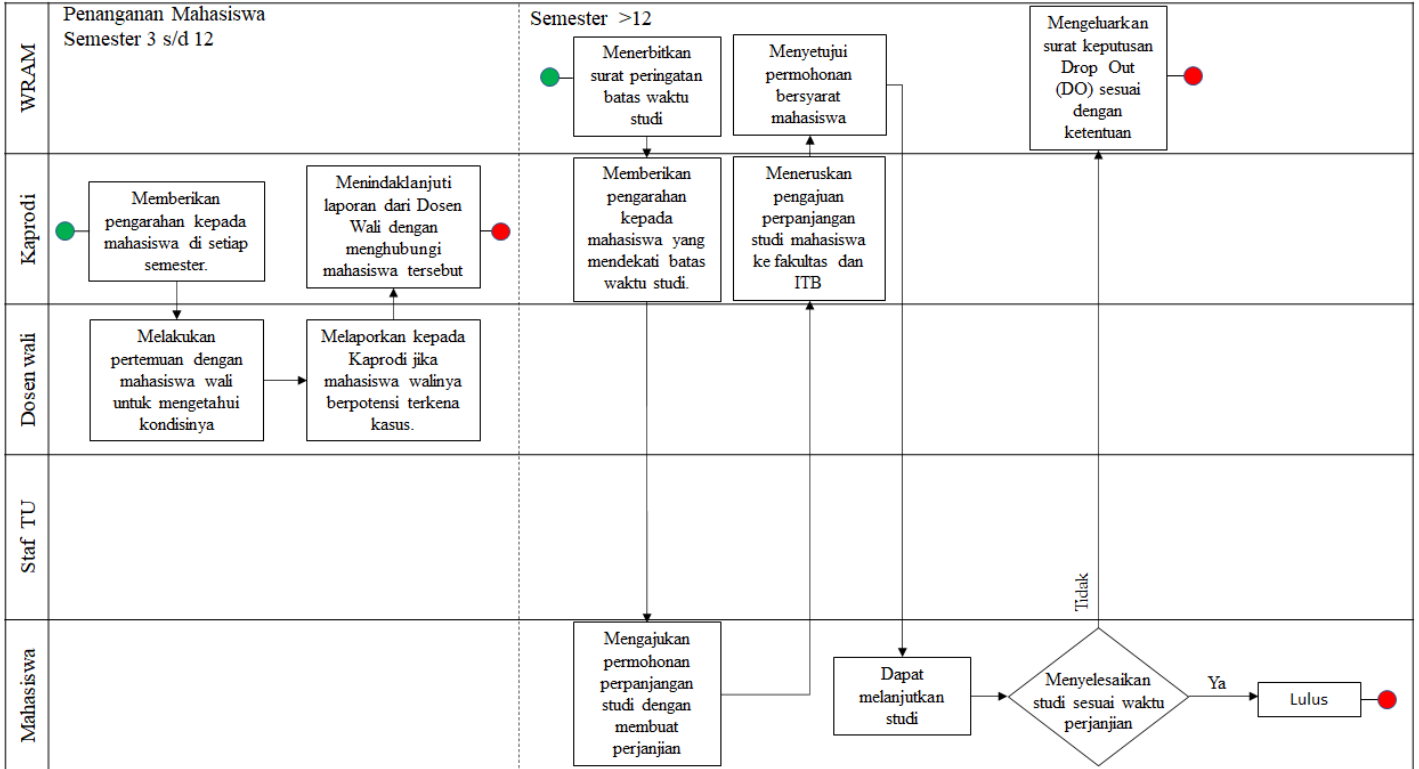 Penanganan Mahasiswa
Semester 3 s/d 12
Semester >12
WRAM
Menerbitkan
surat peringatan
batas waktu
studi
Menyetujui
permohonan
bersyarat
mahasiswa
Mengeluarkan
surat keputusan
Drop Out
(DO) sesuai
dengan
ketentuan
Kaprodi
Memberikan
pengarahan kepada
mahasiswa di setiap
semester.
Menindaklanjuti
laporan dari Dosen
Wali dengan
menghubungi
mahasiswa tersebut
Memberikan
pengarahan
kepada
mahasiswa yang
mendekati batas
waktu studi.
Meneruskan
pengajuan
perpanjangan
studi mahasiswa
ke fakultas dan
ITB
Dosen wali
Melakukan
pertemuan dengan
mahasiswa wali
untuk mengetahui
kondisinya
Melaporkan kepada
Kaprodi jika
mahasiswa walinya
berpotensi terkena
kasus.
Staf TU
Tidak
Mahasiswa
Mengajukan
permohonan
perpanjangan
studi dengan
membuat
perjanjian
Dapat
melanjutkan
studi
Menyelesaikan
studi sesuai waktu
perjanjian
Ya
Lulus